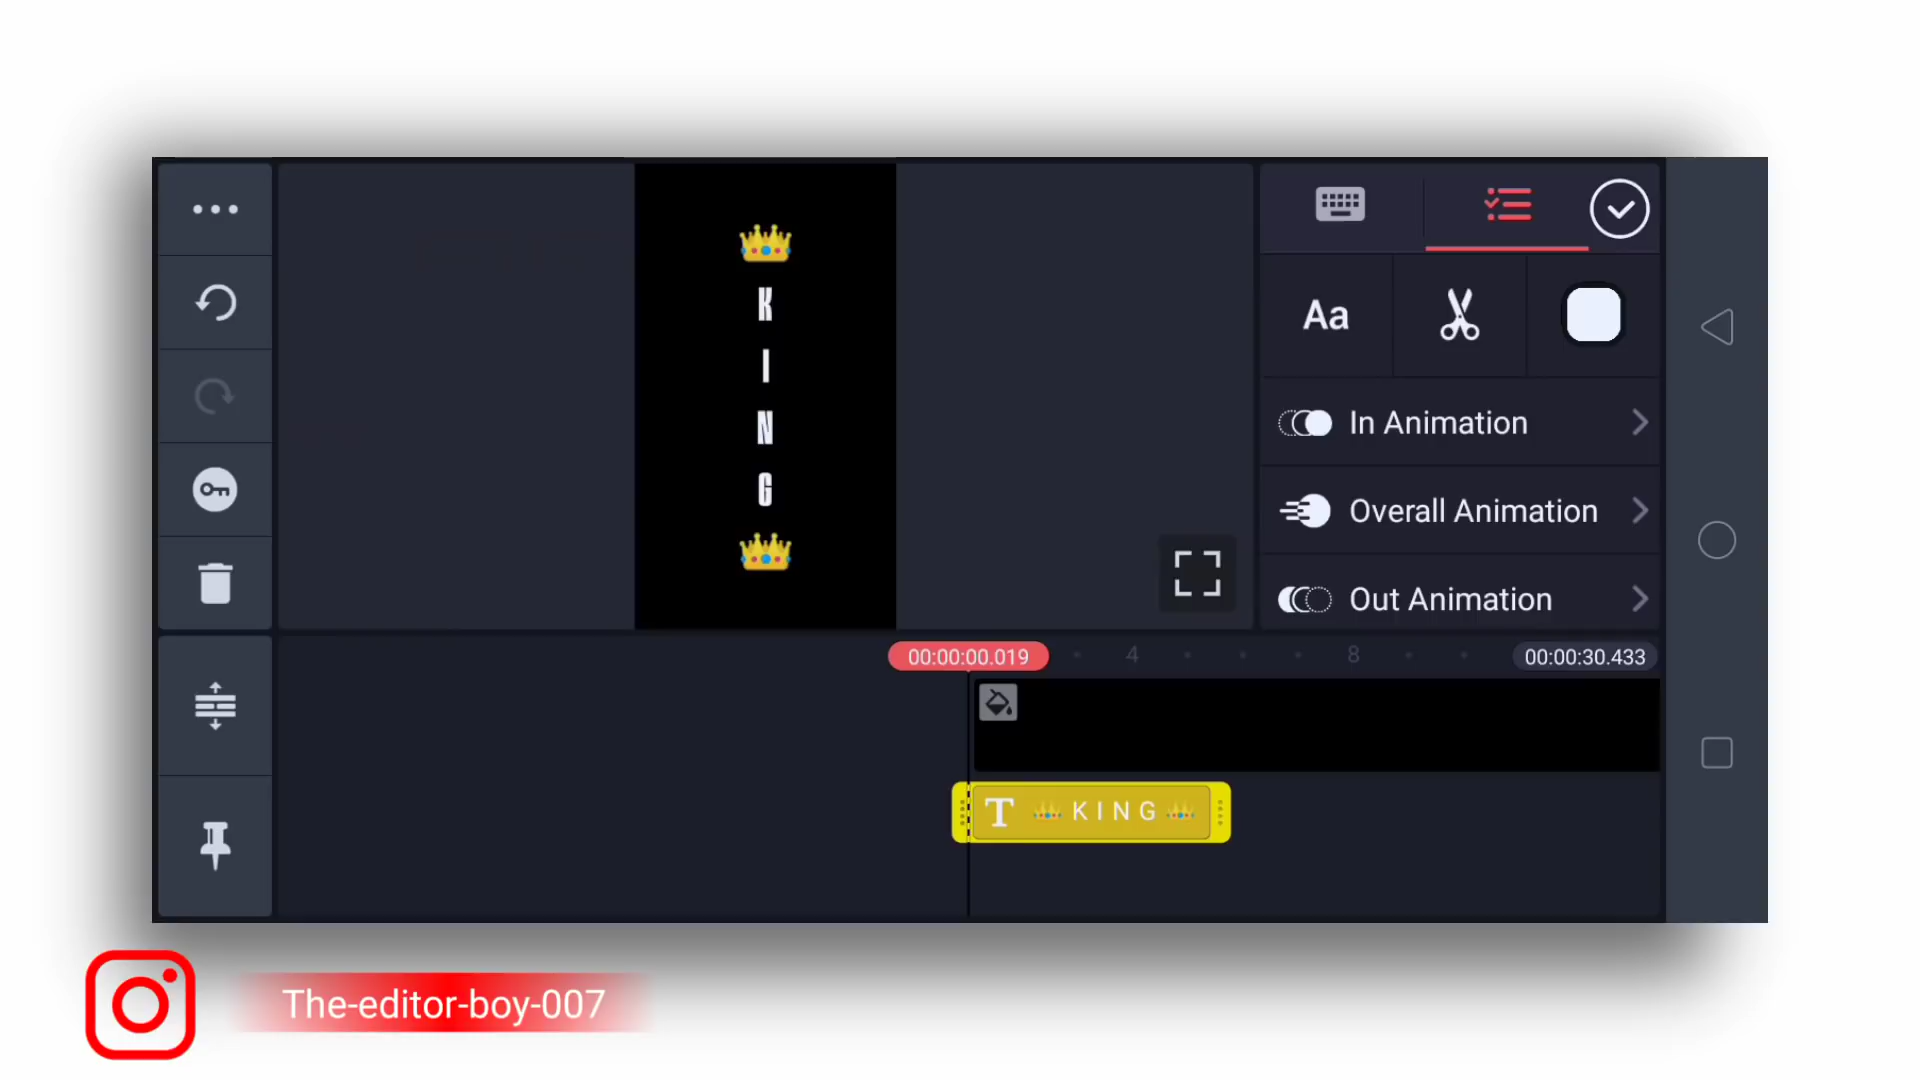 👑
K
I
N
G
👑
Aa
In Animation
Overall Animation
Out Animation
00:00:00.019
4
8
00:00:30.433
T 👑 K I N G 👑
The-editor-boy-007